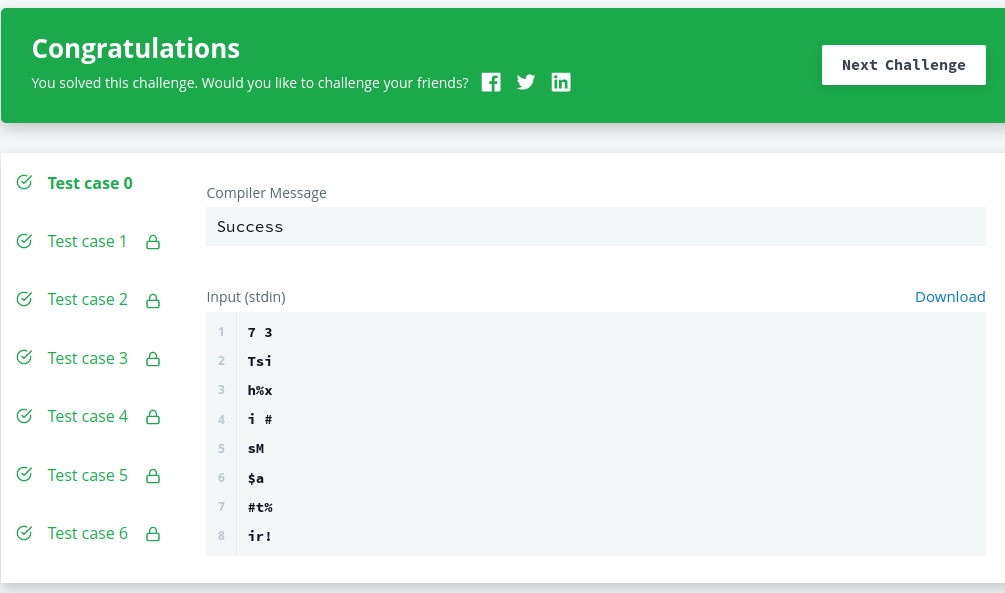 Congratulations
You solved this challenge. Would you like to challenge your friends?
Next Challenge
Test case 0
Test case 1
Test case 2
Test case 3
Test case 4
Test case 5
Test case 6
Compiler Message
Success
Input (stdin)
Download
1 7 3
2 Tsi
3 h%x
4 i #
5 sM
6 $a
7 #t%
8 ir!